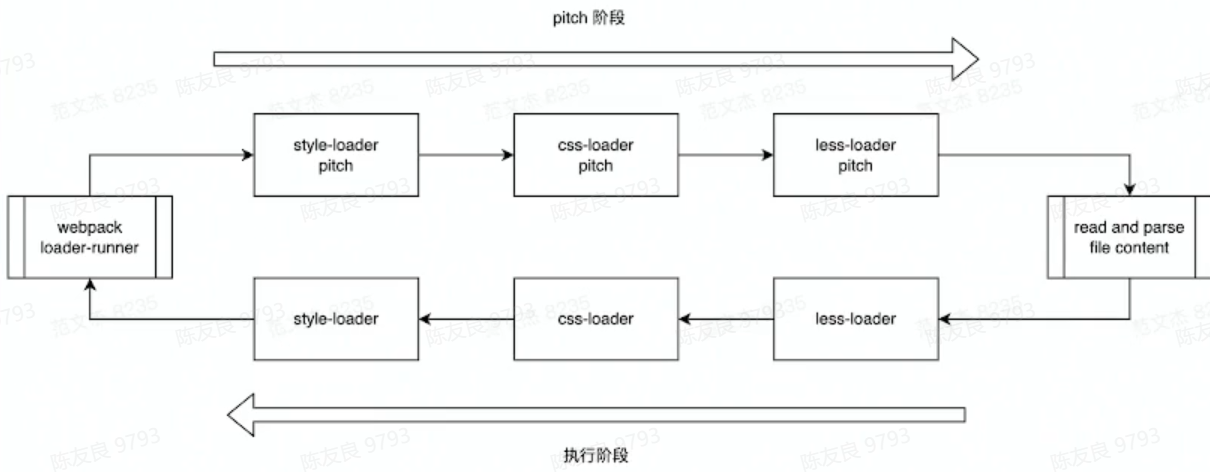 pitch 阶段
style-loader
pitch
css-loader
pitch
less-loader
pitch
webpack
loader-runner
read and parse
file content
style-loader
css-loader
less-loader
执行阶段
陈友良 9793
范文杰 8235